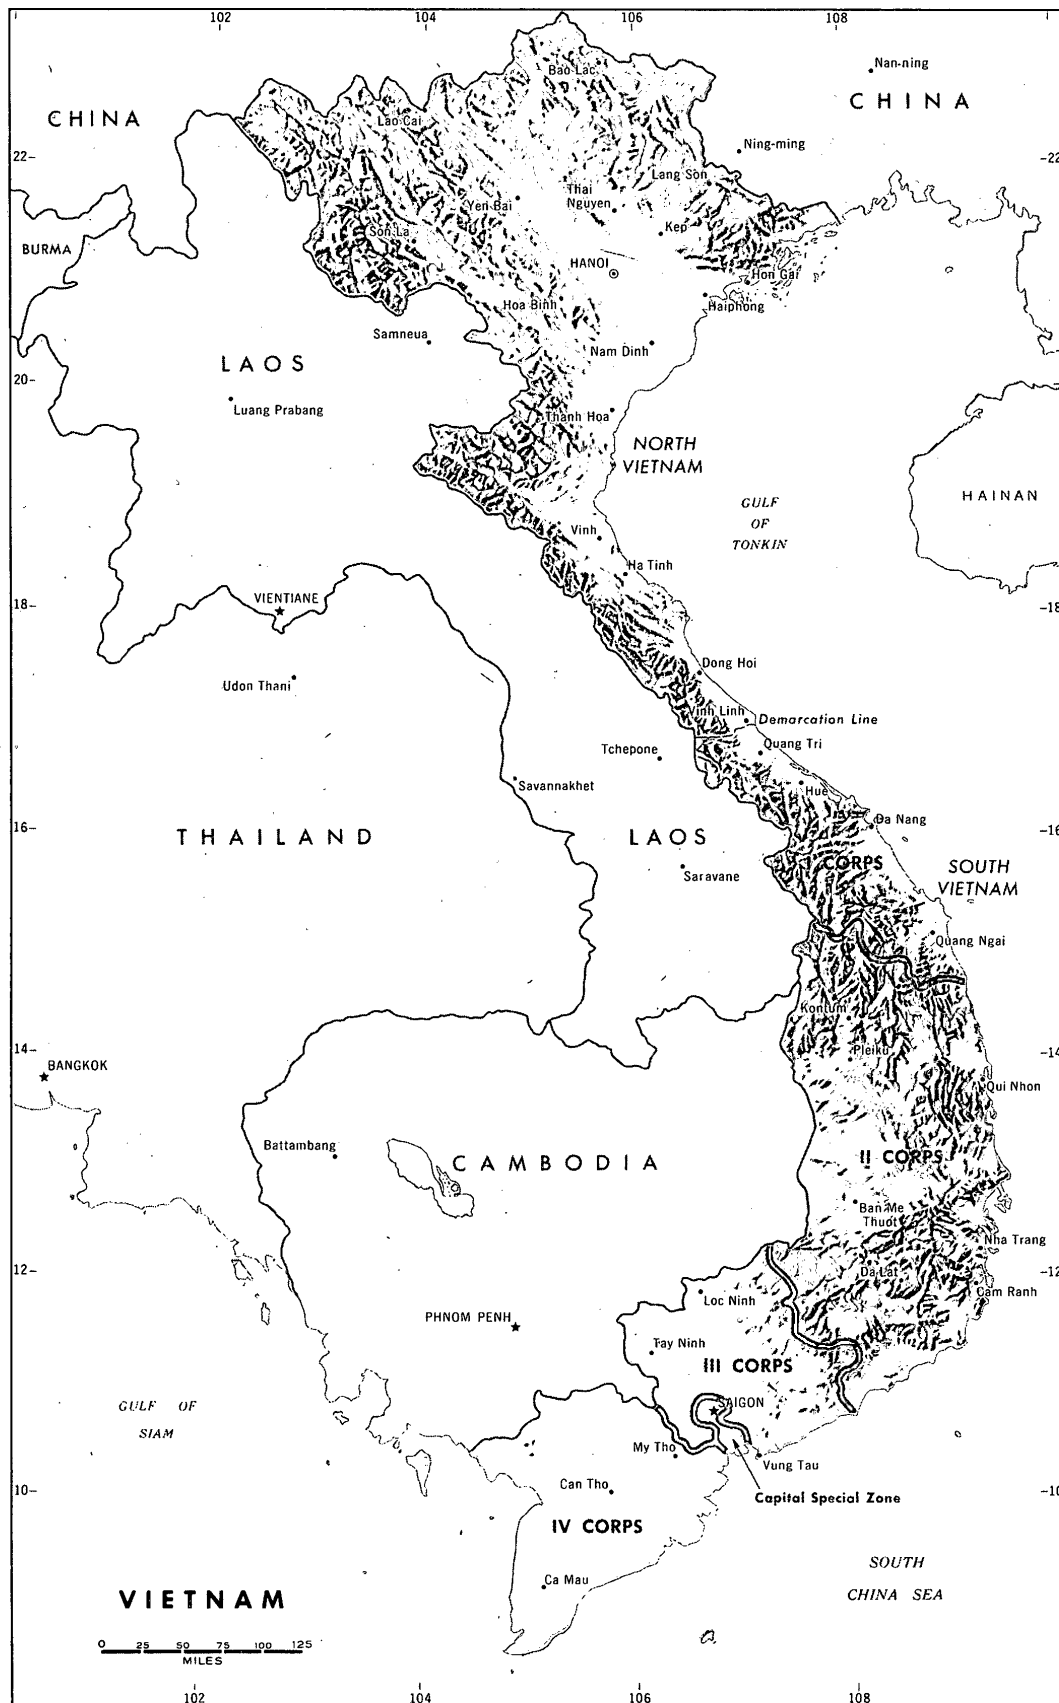 102 104 106 108
Nan-ning
Bao Lac
CHINA
CHINA
Lao Cai
Ning-ming
22- -22
Lang Son
Thai
Nguyen
Yen Bai
Kep
Son La
BURMA
HANOI
Hon Gai
Hoa Binh
Haiphong
Samneua
Nam Dinh
LAOS
20-
Luang Prabang
Thanh Hoa
NORTH
VIETNAM
HAINAN
GULF
OF
TONKIN
Vinh
Ha Tinh
VIENTIANE
18- -18
Dong Hoi
Udon Thani
Vinh Linh
Demarcation Line
Quang Tri
Tchepone
Savannakhet
Hue
Da Nang
16- -16
THAILAND
LAOS
I CORPS
SOUTH
VIETNAM
Saravane
Quang Ngai
Kontum
14- -14
Pleiku
BANGKOK
Qui Nhon
Battambang
CAMBODIA
II CORPS
Ban Me
Thuot
Nha Trang
12- -12
Da Lat
Cam Ranh
Loc Ninh
PHNOM PENH
Tay Ninh
III CORPS
SAIGON
GULF OF
SIAM
My Tho
Vung Tau
Can Tho
10- -10
Capital Special Zone
IV CORPS
SOUTH
CHINA SEA
Ca Mau
VIETNAM
0 25 50 75 100 125
MILES
102 104 106 108